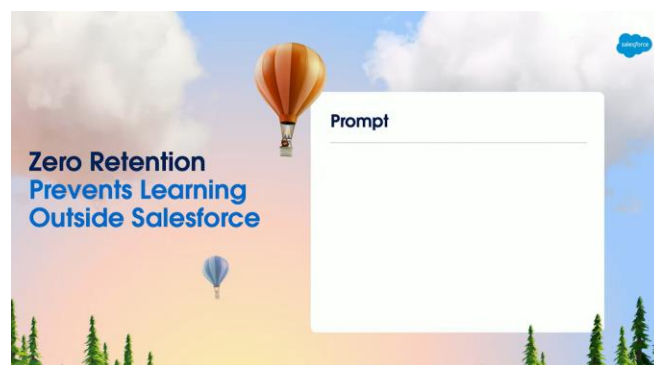 salesforce
Prompt
Zero Retention
Prevents Learning
Outside Salesforce